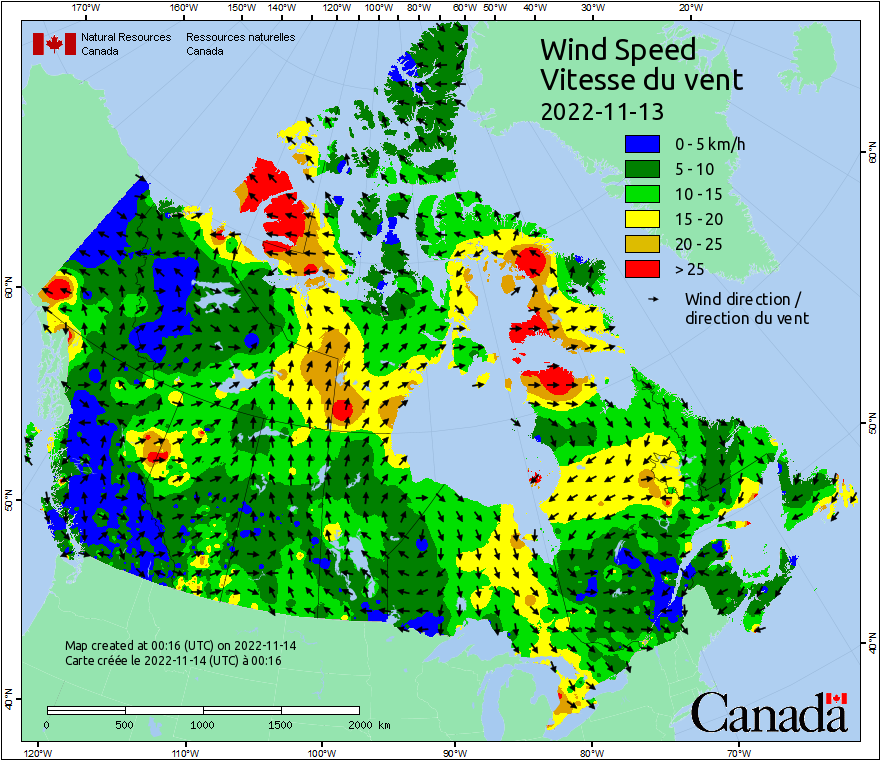 170°W 160°W 150°W 140°W 120°W 100°W 80°W 60°W 50°W 40°W 30°W 20°W
Natural Resources Ressources naturelles
Canada Canada
Wind Speed
Vitesse du vent
2022-11-13
0 - 5 km/h
5 - 10
10 - 15
15 - 20
20 - 25
> 25
Wind direction /
direction du vent
60°N
60°N
50°N
50°N
40°N
40°N
Map created at 00:16 (UTC) on 2022-11-14
Carte créée le 2022-11-14 (UTC) à 00:16
0 500 1000 1500 2000 km
Canada
120°W 110°W 100°W 90°W 80°W 70°W